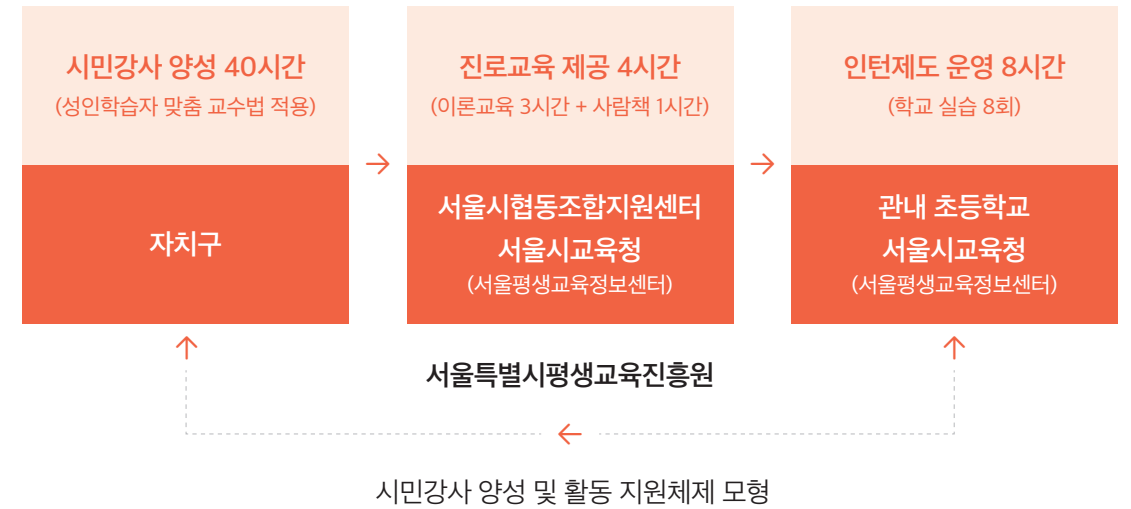 시민강사 양성 40시간
(성인학습자 맞춤 교수법 적용)
자치구
진로교육 제공 4시간
(이론교육 3시간 + 사람책 1시간)
서울시협동조합지원센터
서울시교육청
(서울평생교육정보센터)
인턴제도 운영 8시간
(학교 실습 8회)
관내 초등학교
서울시교육청
(서울평생교육정보센터)
서울특별시평생교육진흥원
시민강사 양성 및 활동 지원체제 모형